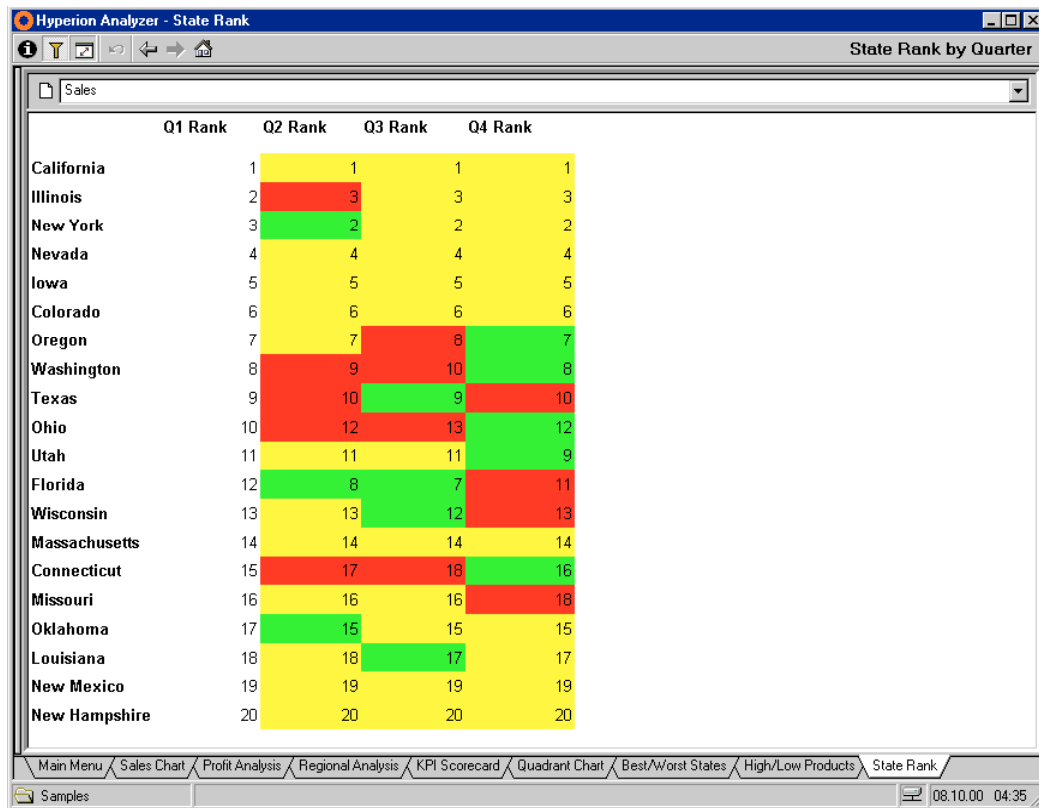 Hyperion Analyzer - State Rank
State Rank by Quarter
Sales
Q1 Rank Q2 Rank Q3 Rank Q4 Rank
California 1 1 1 1
Illinois 2 3 3 3
New York 3 2 2 2
Nevada 4 4 4 4
Iowa 5 5 5 5
Colorado 6 6 6 6
Oregon 7 7 8 7
Washington 8 9 10 8
Texas 9 10 9 10
Ohio 10 12 13 12
Utah 11 11 11 9
Florida 12 8 7 11
Wisconsin 13 13 12 13
Massachusetts 14 14 14 14
Connecticut 15 17 18 16
Missouri 16 16 16 18
Oklahoma 17 15 15 15
Louisiana 18 18 17 17
New Mexico 19 19 19 19
New Hampshire 20 20 20 20
Main Menu Sales Chart Profit Analysis Regional Analysis KPI Scorecard Quadrant Chart Best/Worst States High/Low Products State Rank
Samples 08.10.00 04:35